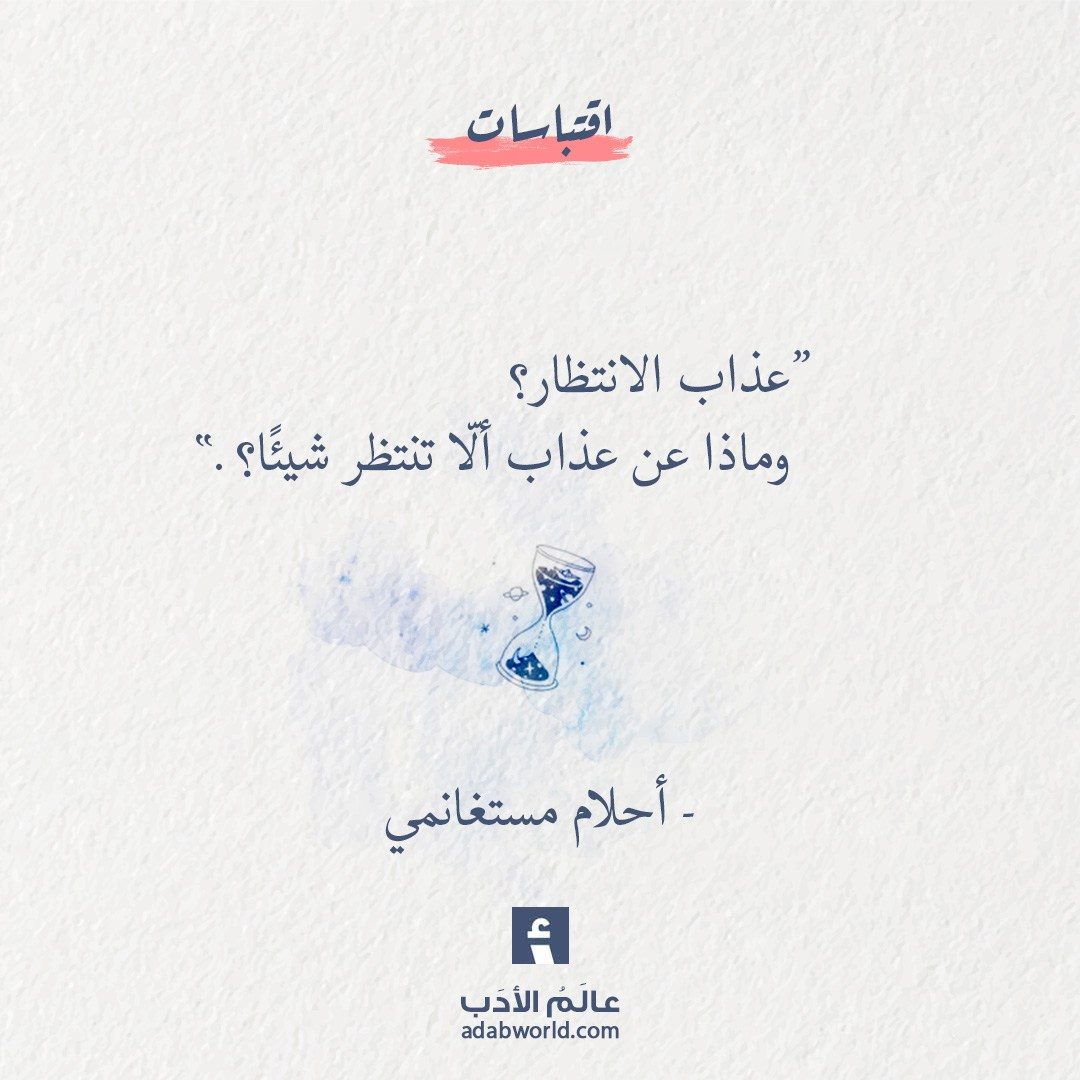 اقتباسات
”عذاب الانتظار؟
وماذا عن عذاب ألّا تنتظر شيئًا؟ .“
- أحلام مستغانمي
أ
عالَمُ الأدَب
adabworld.com